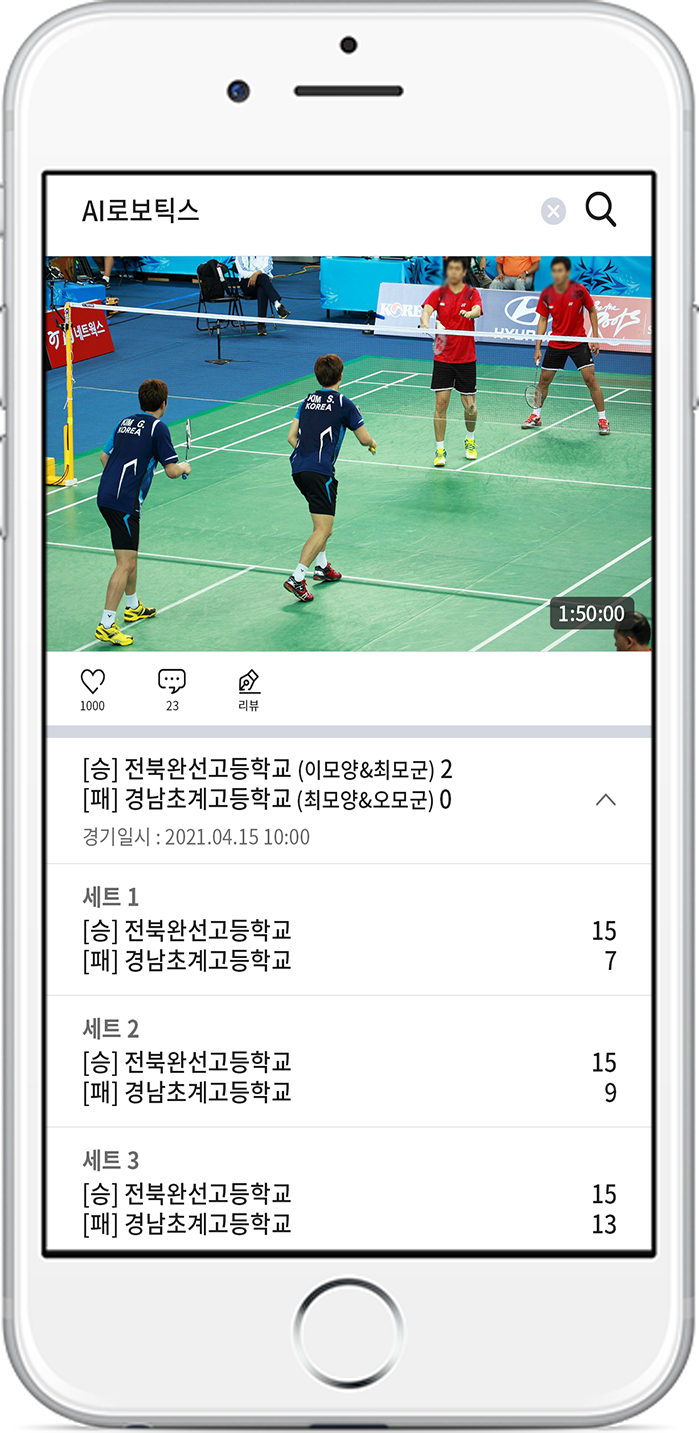 AI로보틱스
KOREA
HYUN
네트웍스
KIM S.
KOREA
KIM G.
KOREA
1:50:00
1000
23
리뷰
[승] 전북완선고등학교 (이모양&최모군) 2
[패] 경남초계고등학교 (최모양&오모군) 0
경기일시 : 2021.04.15 10:00
세트 1
[승] 전북완선고등학교 15
[패] 경남초계고등학교 7
세트 2
[승] 전북완선고등학교 15
[패] 경남초계고등학교 9
세트 3
[승] 전북완선고등학교 15
[패] 경남초계고등학교 13